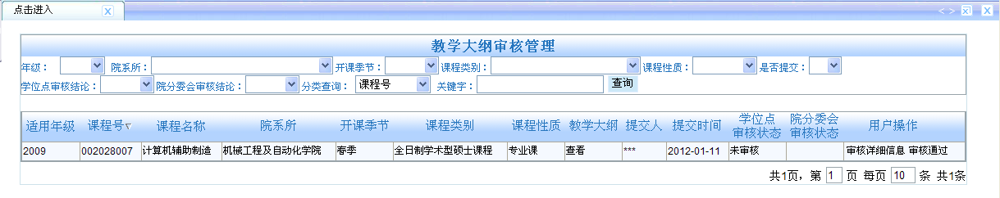 点击进入
教学大纲审核管理
年级： 院系所： 开课季节： 课程类别： 课程性质： 是否提交：
学位点审核结论： 院分委会审核结论： 分类查询： 课程号 关键字： 查询
适用年级 课程号 课程名称 院系所 开课季节 课程类别 课程性质 教学大纲 提交人 提交时间 学位点审核状态 院分委会审核状态 用户操作
2009 002028007 计算机辅助制造 机械工程及自动化学院 春季 全日制学术型硕士课程 专业课 查看 *** 2012-01-11 未审核 审核详细信息 审核通过
共1页，第 1 页 每页 10 条 共1条